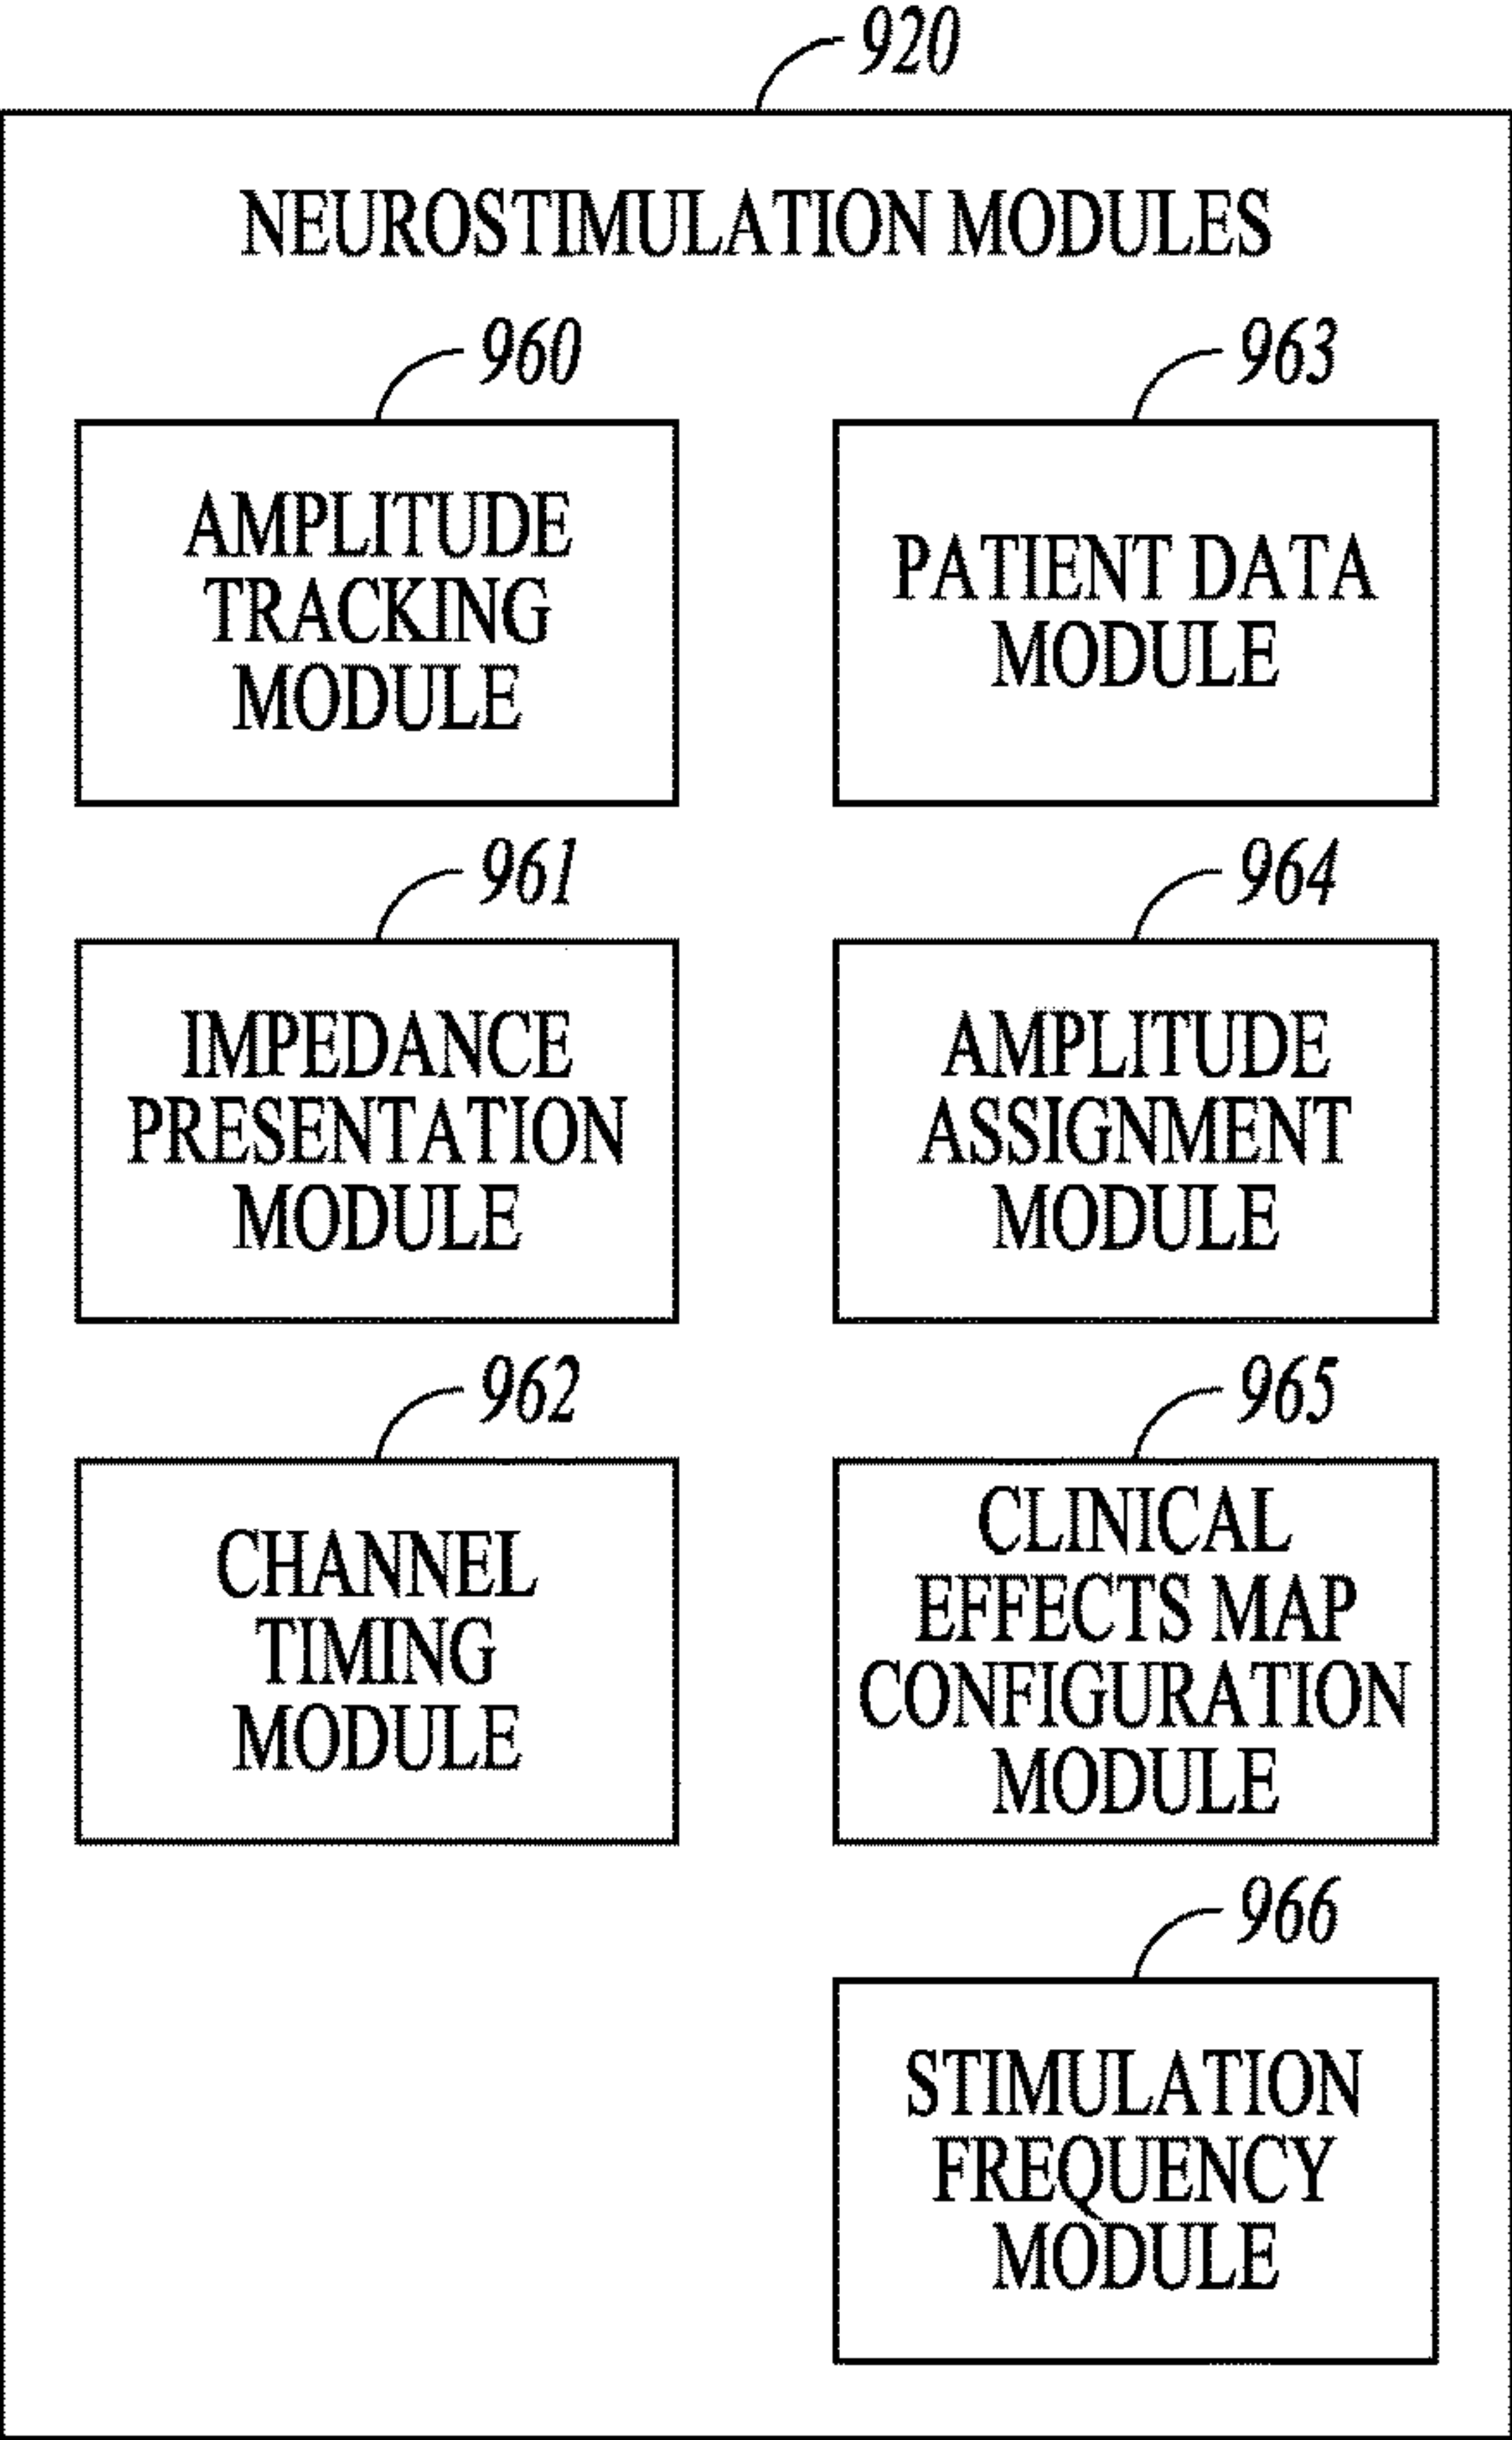 920
NEUROSTIMULATION MODULES
960
AMPLITUDE
TRACKING
MODULE
963
PATIENT DATA
MODULE
961
IMPEDANCE
PRESENTATION
MODULE
964
AMPLITUDE
ASSIGNMENT
MODULE
962
CHANNEL
TIMING
MODULE
965
CLINICAL
EFFECTS MAP
CONFIGURATION
MODULE
966
STIMULATION
FREQUENCY
MODULE